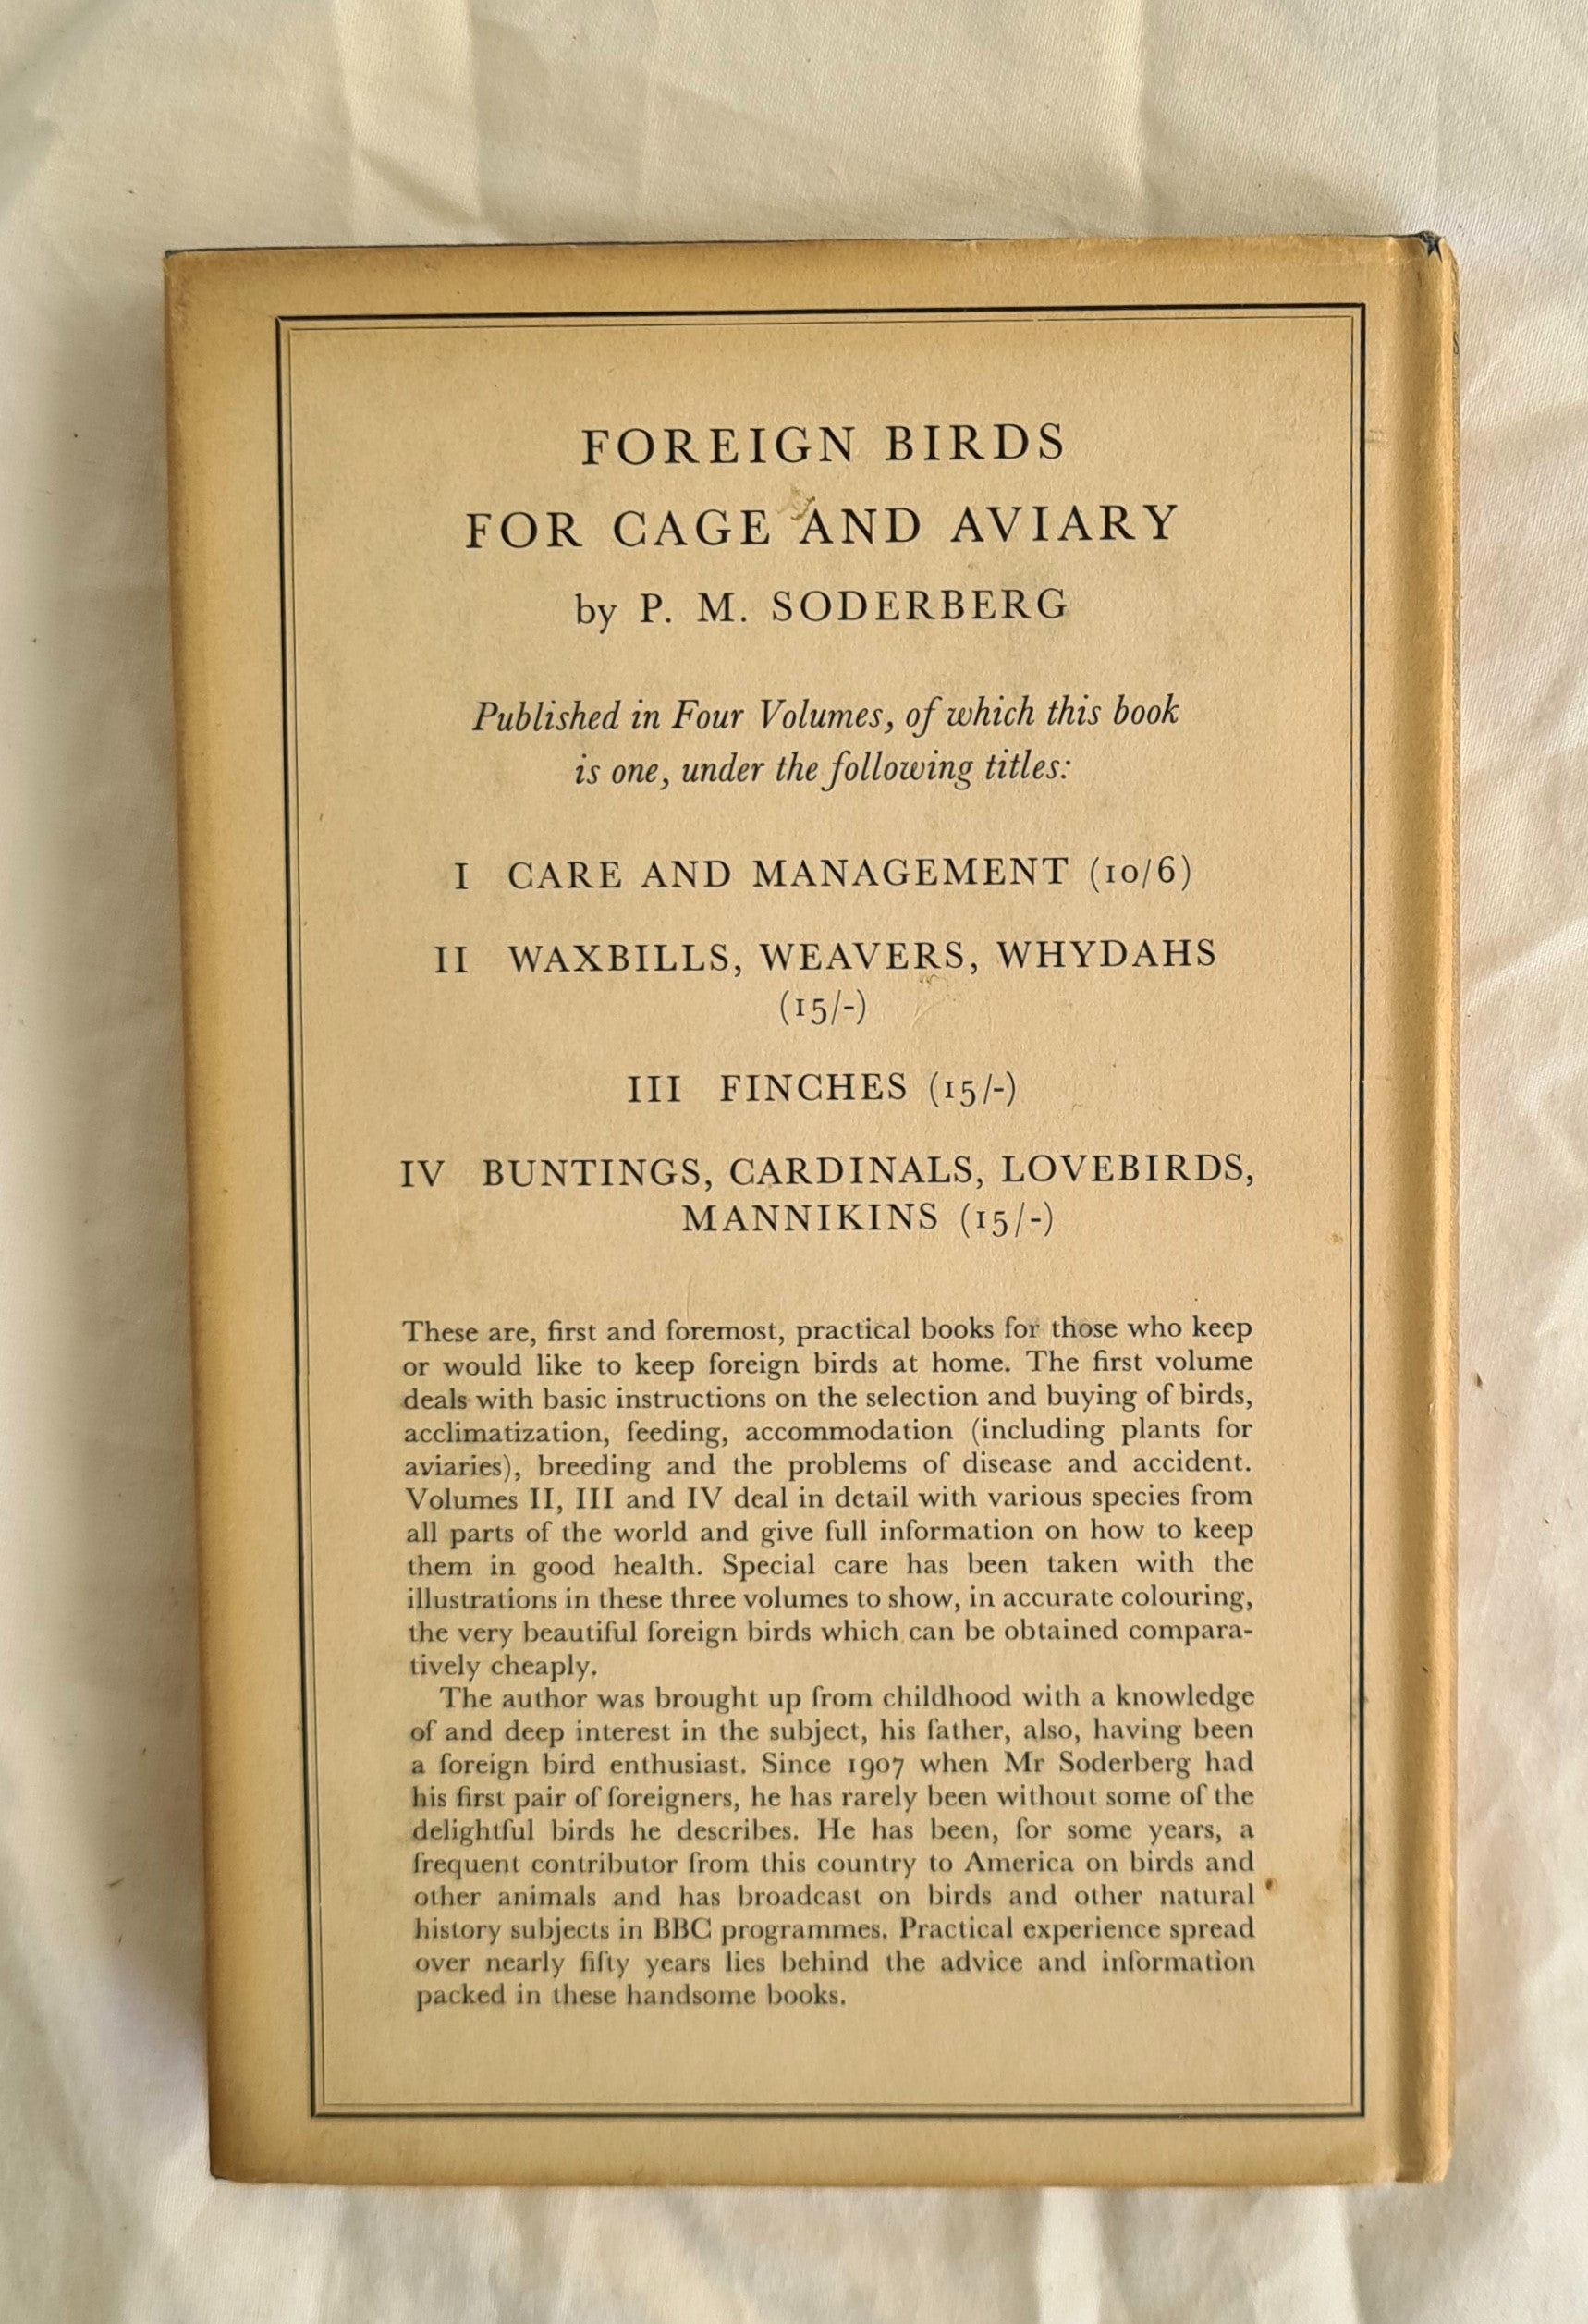 FOREIGN BIRDS
FOR CAGE AND AVIARY
by P. M. SODERBERG
Published in Four Volumes, of which this book
is one, under the following titles:
I CARE AND MANAGEMENT (10/6)
II WAXBILLS, WEAVERS, WHYDAHS
(15/-)
III FINCHES (15/-)
IV BUNTINGS, CARDINALS, LOVEBIRDS,
MANNIKINS (15/-)
These are, first and foremost, practical books for those who keep
or would like to keep foreign birds at home. The first volume
deals with basic instructions on the selection and buying of birds,
acclimatization, feeding, accommodation (including plants for
aviaries), breeding and the problems of disease and accident.
Volumes II, III and IV deal in detail with various species from
all parts of the world and give full information on how to keep
them in good health. Special care has been taken with the
illustrations in these three volumes to show, in accurate colouring,
the very beautiful foreign birds which can be obtained compara-
tively cheaply.
The author was brought up from childhood with a knowledge
of and deep interest in the subject, his father, also, having been
a foreign bird enthusiast. Since 1907 when Mr Soderberg had
his first pair of foreigners, he has rarely been without some of the
delightful birds he describes. He has been, for some years, a
frequent contributor from this country to America on birds and
other animals and has broadcast on birds and other natural
history subjects in BBC programmes. Practical experience spread
over nearly fifty years lies behind the advice and information
packed in these handsome books.